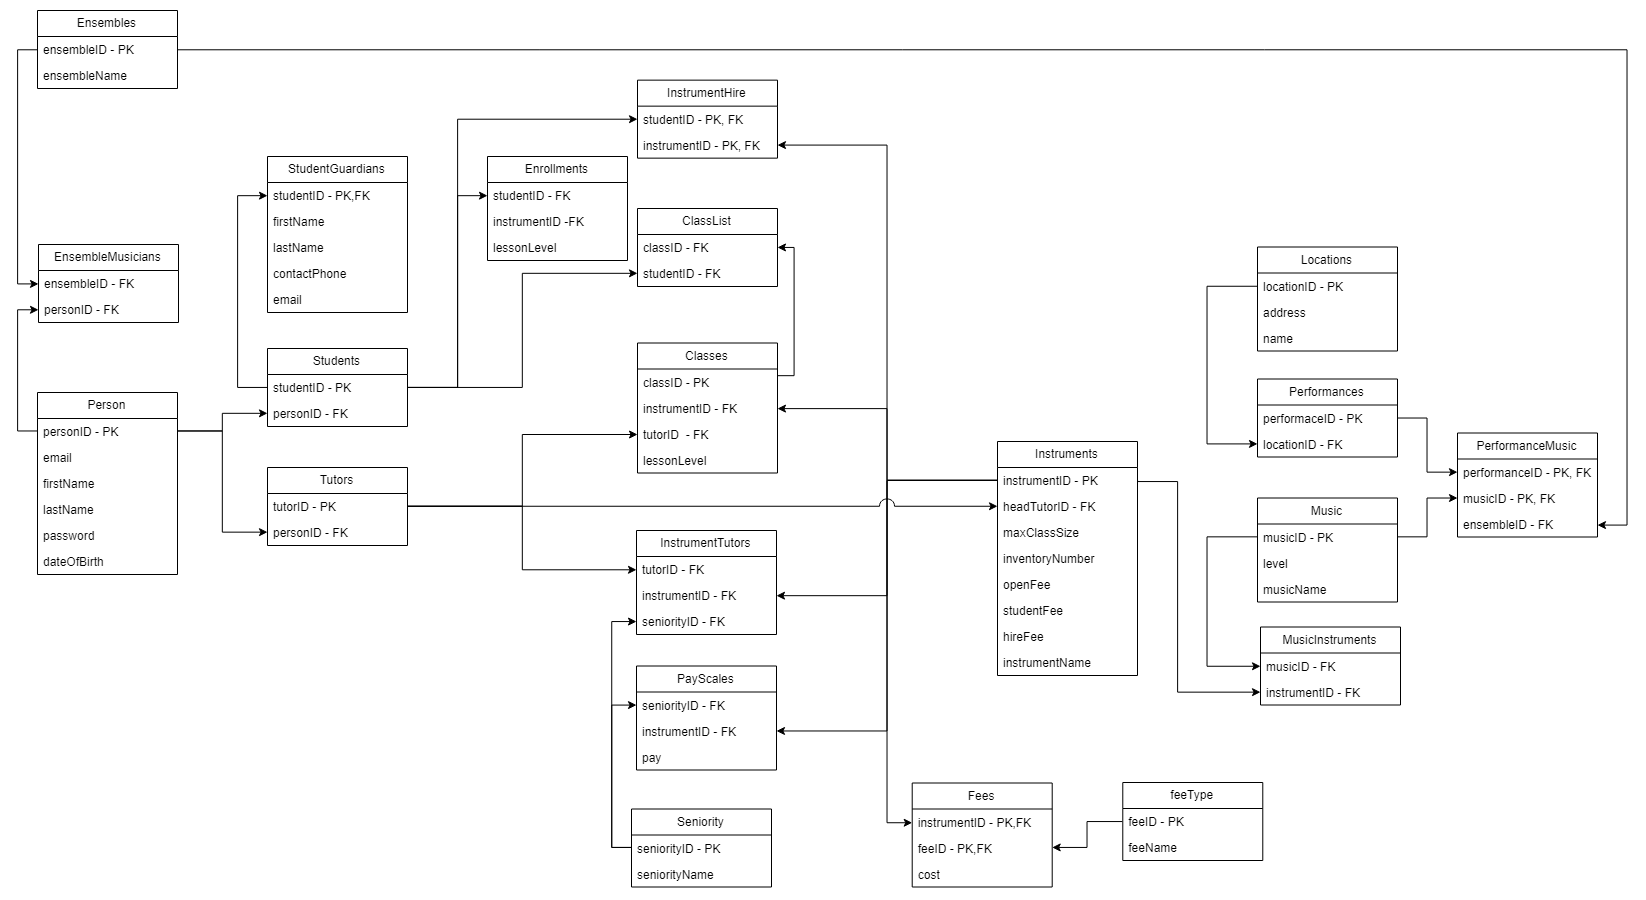 Ensembles
ensembleID - PK
ensembleName
EnsembleMusicians
ensembleID - FK
personID - FK
Person
personID - PK
email
firstName
lastName
password
dateOfBirth
StudentGuardians
studentID - PK,FK
firstName
lastName
contactPhone
email
Students
studentID - PK
personID - FK
Tutors
tutorID - PK
personID - FK
Enrollments
studentID - FK
instrumentID -FK
lessonLevel
InstrumentHire
studentID - PK, FK
instrumentID - PK, FK
ClassList
classID - FK
studentID - FK
Classes
classID - PK
instrumentID - FK
tutorID - FK
lessonLevel
InstrumentTutors
tutorID - FK
instrumentID - FK
seniorityID - FK
PayScales
seniorityID - FK
instrumentID - FK
pay
Seniority
seniorityID - PK
seniorityName
Instruments
instrumentID - PK
headTutorID - FK
maxClassSize
inventoryNumber
openFee
studentFee
hireFee
instrumentName
Fees
instrumentID - PK,FK
feeID - PK,FK
cost
feeType
feeID - PK
feeName
Locations
locationID - PK
address
name
Performances
performaceID - PK
locationID - FK
Music
musicID - PK
level
musicName
MusicInstruments
musicID - FK
instrumentID - FK
PerformanceMusic
performanceID - PK, FK
musicID - PK, FK
ensembleID - FK